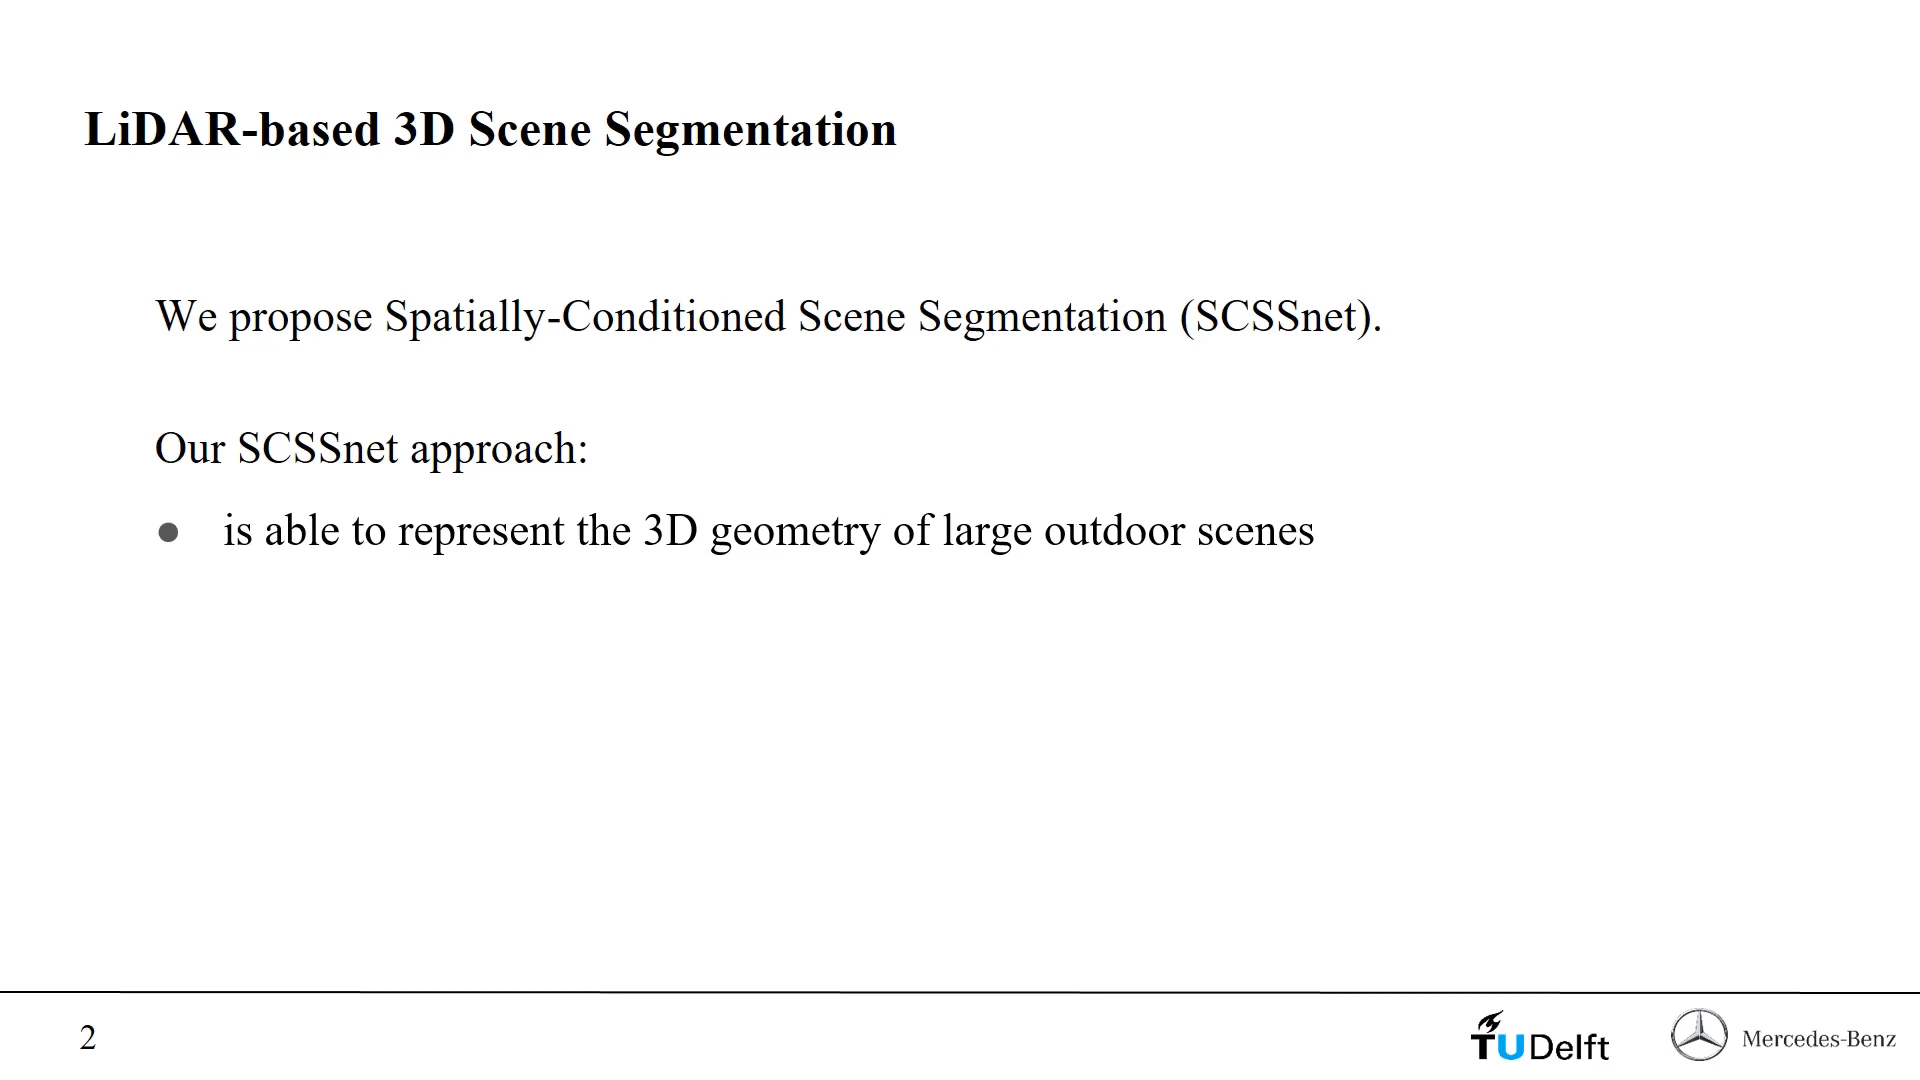 LiDAR-based 3D Scene Segmentation
We propose Spatially-Conditioned Scene Segmentation (SCSSnet).
Our SCSSnet approach:
● is able to represent the 3D geometry of large outdoor scenes
2
TUDelft
Mercedes-Benz